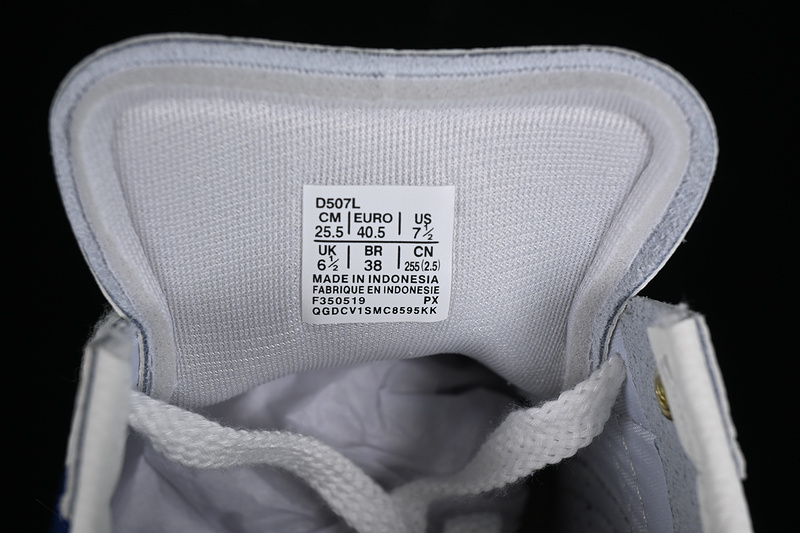 D507L
CM | EURO | US
25.5 | 40.5 | 7½
UK | BR | CN
6½ | 38 | 255(2.5)
MADE IN INDONESIA
FABRIQUE EN INDONESIE
F350519 PX
QGDCV1SMC8595KK